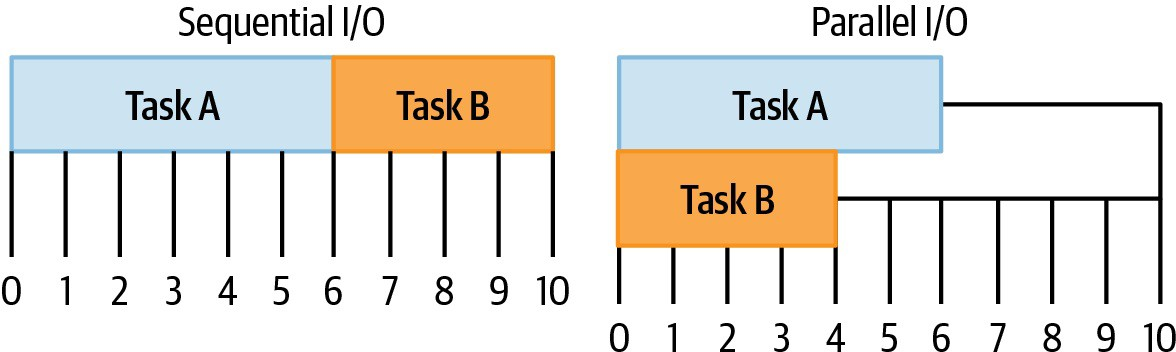 Sequential I/O
Task A Task B
0 1 2 3 4 5 6 7 8 9 10
Parallel I/O
Task A
Task B
0 1 2 3 4 5 6 7 8 9 10